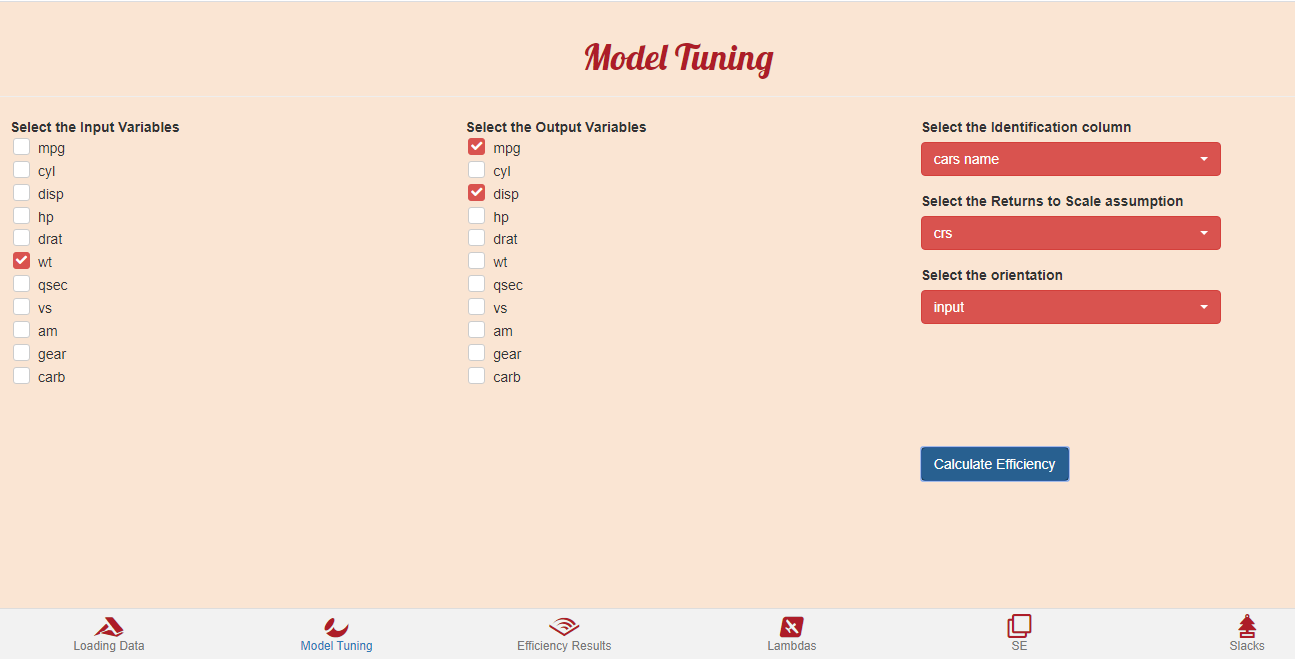 Model Tuning
Select the Input Variables
mpg
cyl
disp
hp
drat
wt
qsec
vs
am
gear
carb
Select the Output Variables
mpg
cyl
disp
hp
drat
wt
qsec
vs
am
gear
carb
Select the Identification column
cars name
Select the Returns to Scale assumption
crs
Select the orientation
input
Calculate Efficiency
Loading Data
Model Tuning
Efficiency Results
Lambdas
SE
Slacks